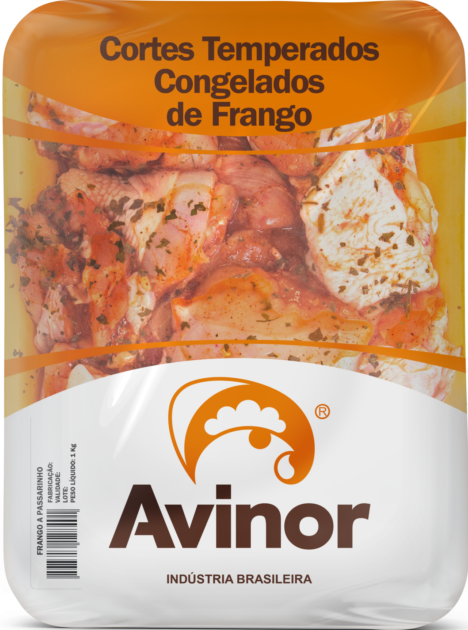 Cortes Temperados
Congelados
de Frango
®
Avinor
INDÚSTRIA BRASILEIRA
FRANGO A PASSARINHO
FABRICAÇÃO:
VALIDADE:
LOTE:
PESO LÍQUIDO: 1 Kg